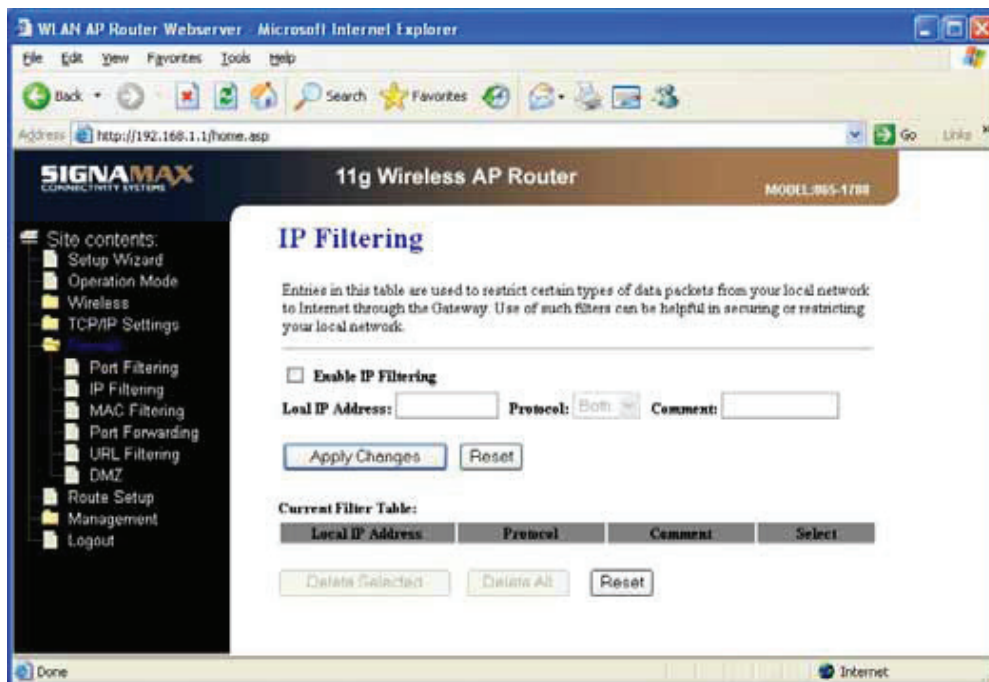 WLAN AP Router Webserver - Microsoft Internet Explorer
File Edit View Favorites Tools Help
Back Search Favorites
Address http://192.168.1.1/home.asp Go Links
SIGNAMAX
CONNECTIVITY SYSTEMS
11g Wireless AP Router
MODEL:065-1788
Site contents:
Setup Wizard
Operation Mode
Wireless
TCP/IP Settings
Firewall
Port Filtering
IP Filtering
MAC Filtering
Port Forwarding
URL Filtering
DMZ
Route Setup
Management
Logout
IP Filtering
Entries in this table are used to restrict certain types of data packets from your local network
to Internet through the Gateway. Use of such filters can be helpful in securing or restricting
your local network.
Enable IP Filtering
Loal IP Address: Protocol: Both Comment:
Apply Changes Reset
Current Filter Table:
Local IP Address Protocol Comment Select
Delete Selected Delete All Reset
Done Internet